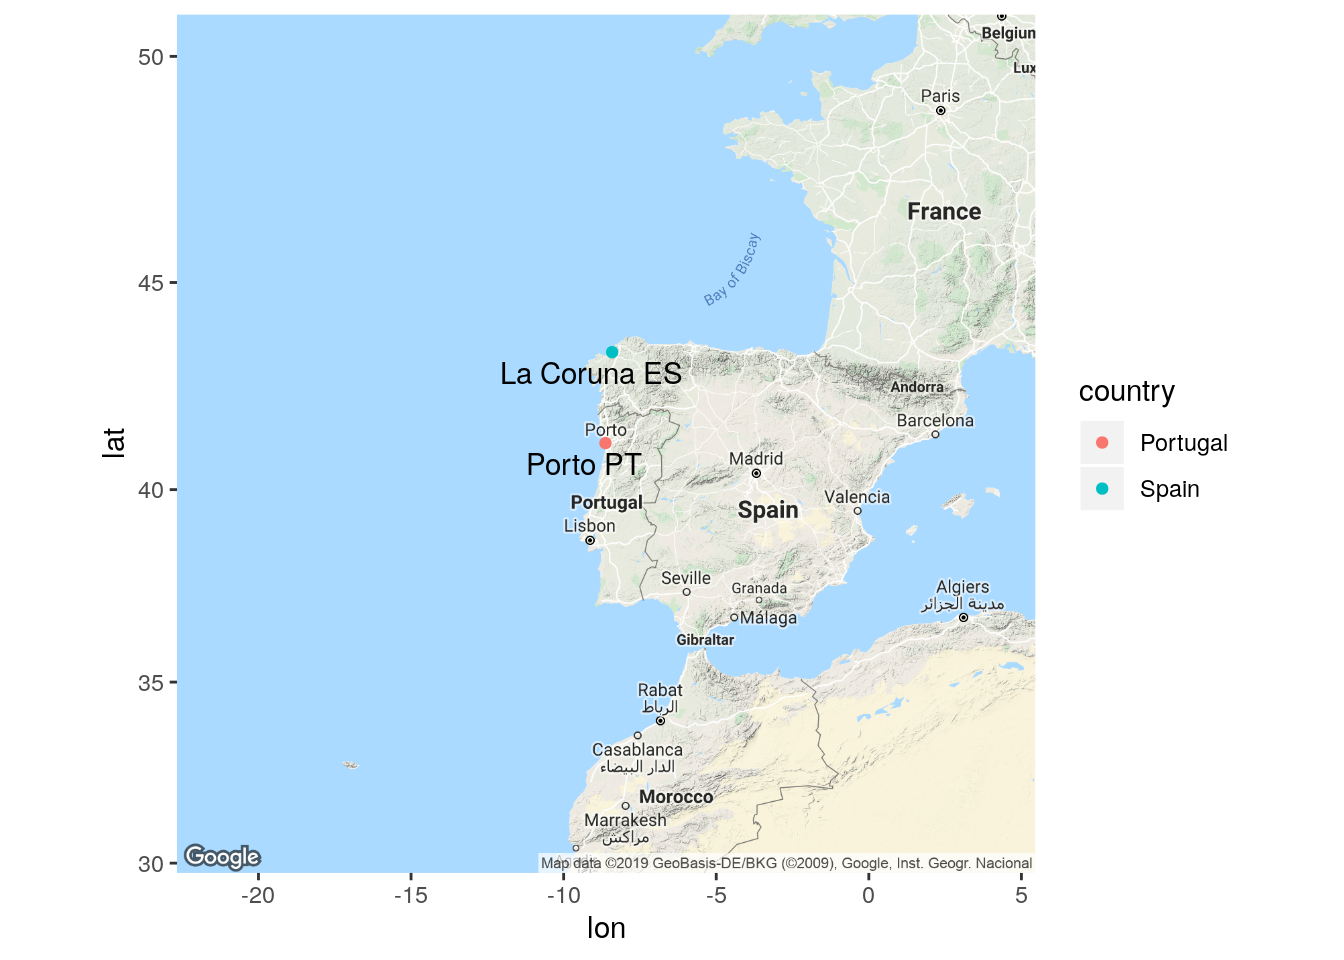 50
45
40
35
30
lat
-20
-15
-10
-5
0
5
lon
Belgiun
Lux
Paris
France
Bay of Biscay
La Coruna ES
Andorra
Barcelona
Porto
Porto PT
Madrid
Portugal
Spain
Valencia
Lisbon
Seville
Granada
Málaga
Algiers
مدينة الجزائر
Gibraltar
Rabat
الرباط
Casablanca
الدار البيضاء
Morocco
Marrakesh
مراكش
Google
Map data ©2019 GeoBasis-DE/BKG (©2009), Google, Inst. Geogr. Nacional
country
Portugal
Spain